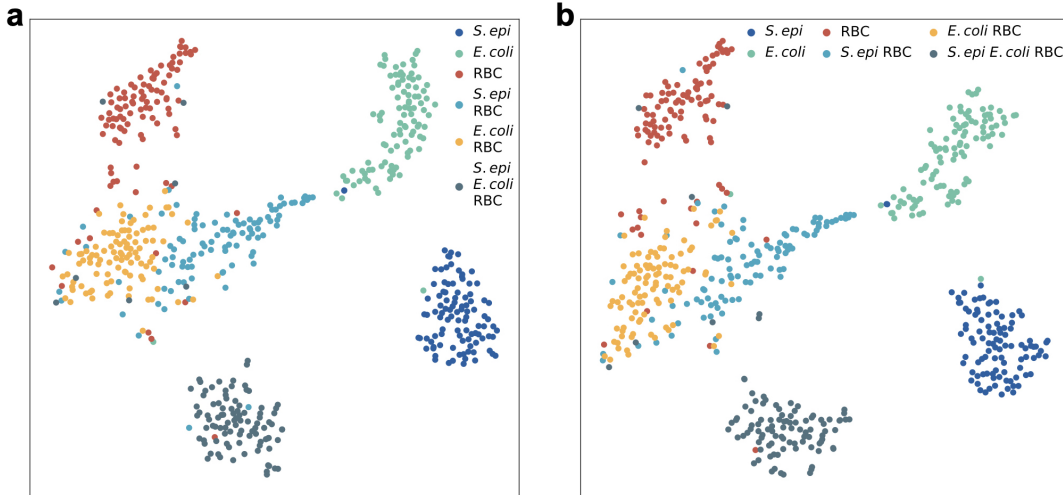 a
S. epi
E. coli
RBC
S. epi
RBC
E. coli
RBC
S. epi
E. coli
RBC
b
S. epi RBC E. coli RBC
E. coli S. epi RBC S. epi E. coli RBC